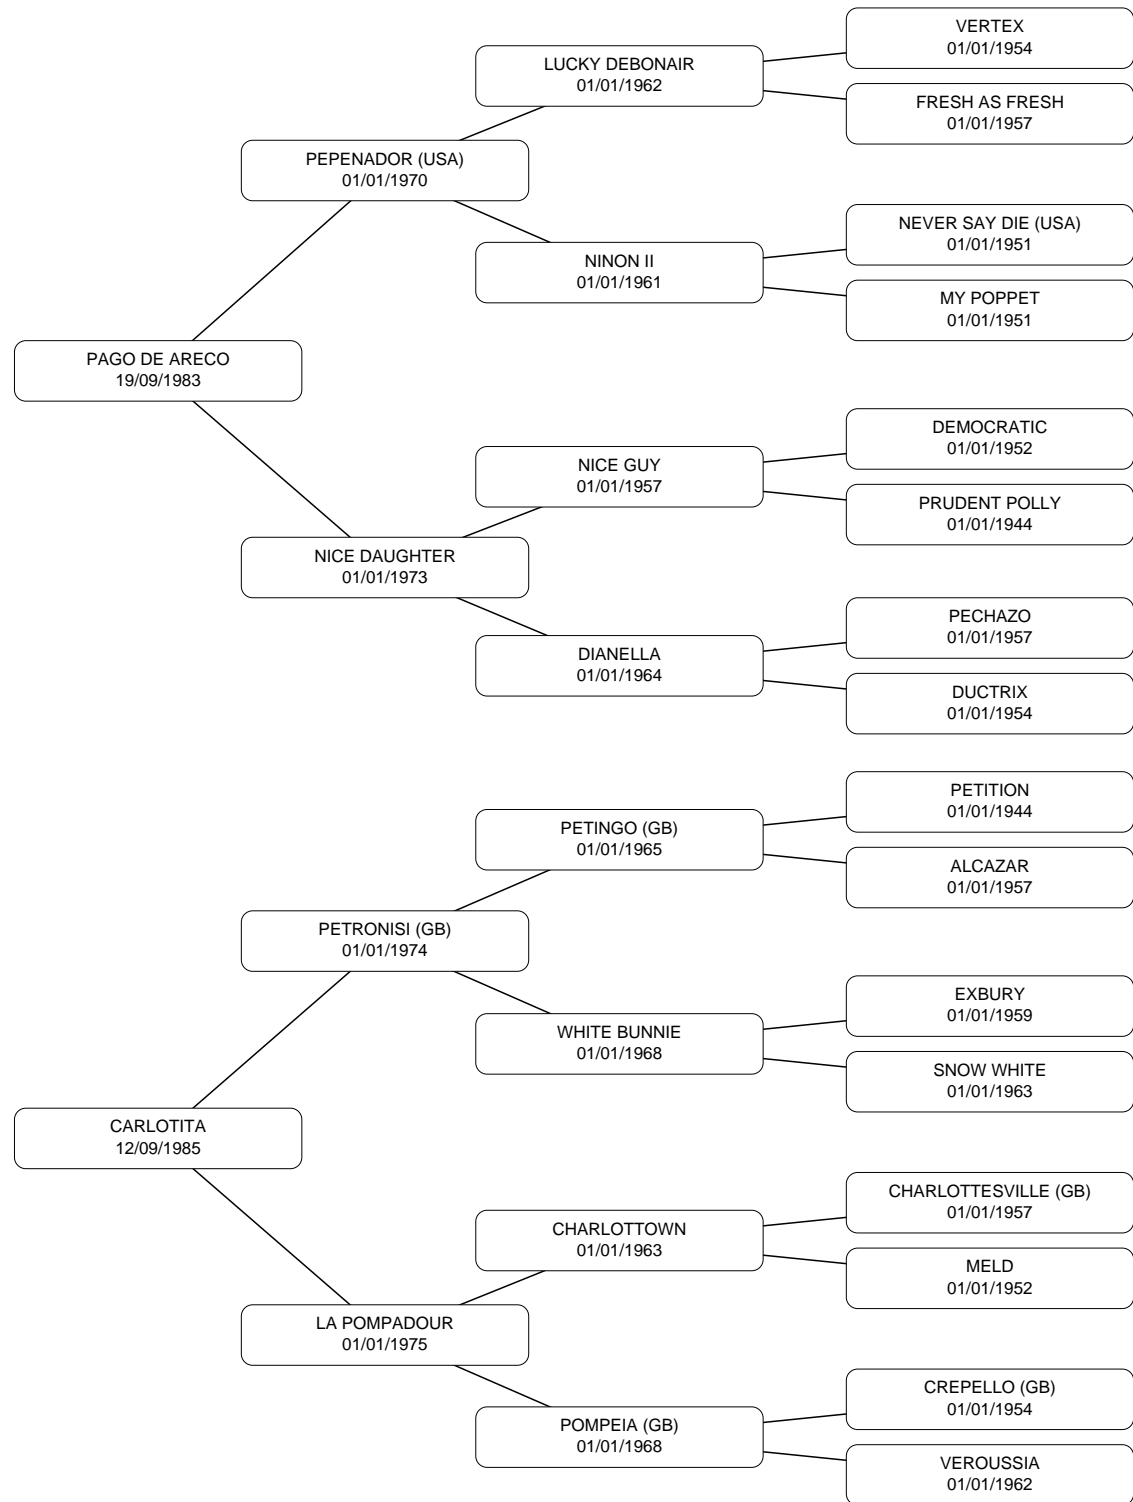 VERTEX
01/01/1954
LUCKY DEBONAIR
01/01/1962
FRESH AS FRESH
01/01/1957
PEPENADOR (USA)
01/01/1970
NEVER SAY DIE (USA)
01/01/1951
NINON II
01/01/1961
MY POPPET
01/01/1951
PAGO DE ARECO
19/09/1983
DEMOCRATIC
01/01/1952
NICE GUY
01/01/1957
PRUDENT POLLY
01/01/1944
NICE DAUGHTER
01/01/1973
PECHAZO
01/01/1957
DIANELLA
01/01/1964
DUCTRIX
01/01/1954
PETITION
01/01/1944
PETINGO (GB)
01/01/1965
ALCAZAR
01/01/1957
PETRONISI (GB)
01/01/1974
EXBURY
01/01/1959
WHITE BUNNIE
01/01/1968
SNOW WHITE
01/01/1963
CARLOTITA
12/09/1985
CHARLOTTESVILLE (GB)
01/01/1957
CHARLOTTOWN
01/01/1963
MELD
01/01/1952
LA POMPADOUR
01/01/1975
CREPELLO (GB)
01/01/1954
POMPEIA (GB)
01/01/1968
VEROUSSIA
01/01/1962